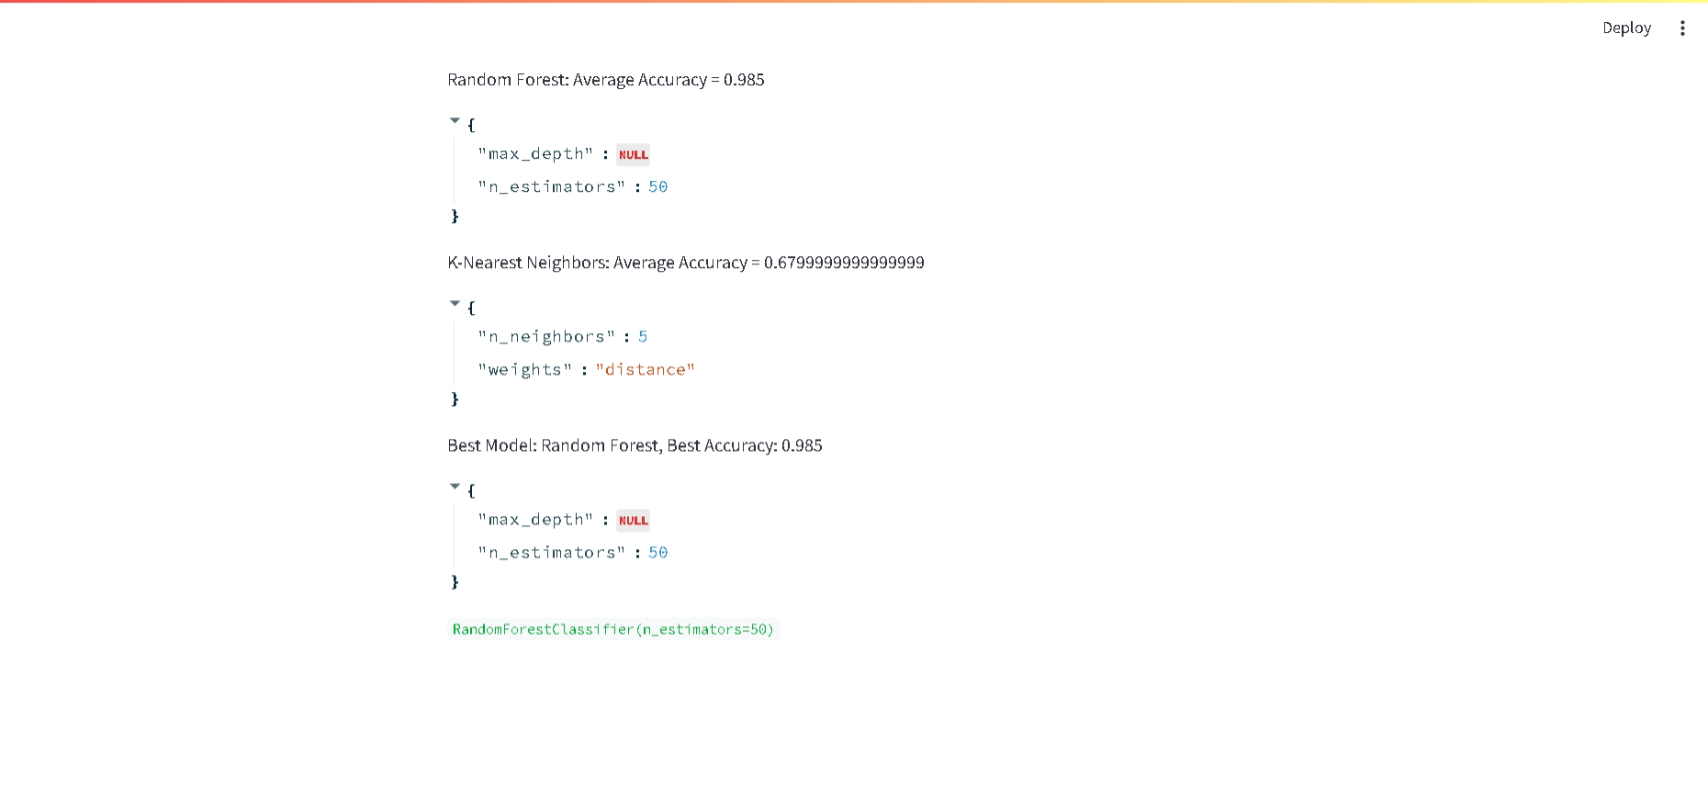 Deploy
Random Forest: Average Accuracy = 0.985
{
"max_depth" : NULL
"n_estimators" : 50
}
K-Nearest Neighbors: Average Accuracy = 0.6799999999999999
{
"n_neighbors" : 5
"weights" : "distance"
}
Best Model: Random Forest, Best Accuracy: 0.985
{
"max_depth" : NULL
"n_estimators" : 50
}
RandomForestClassifier(n_estimators=50)